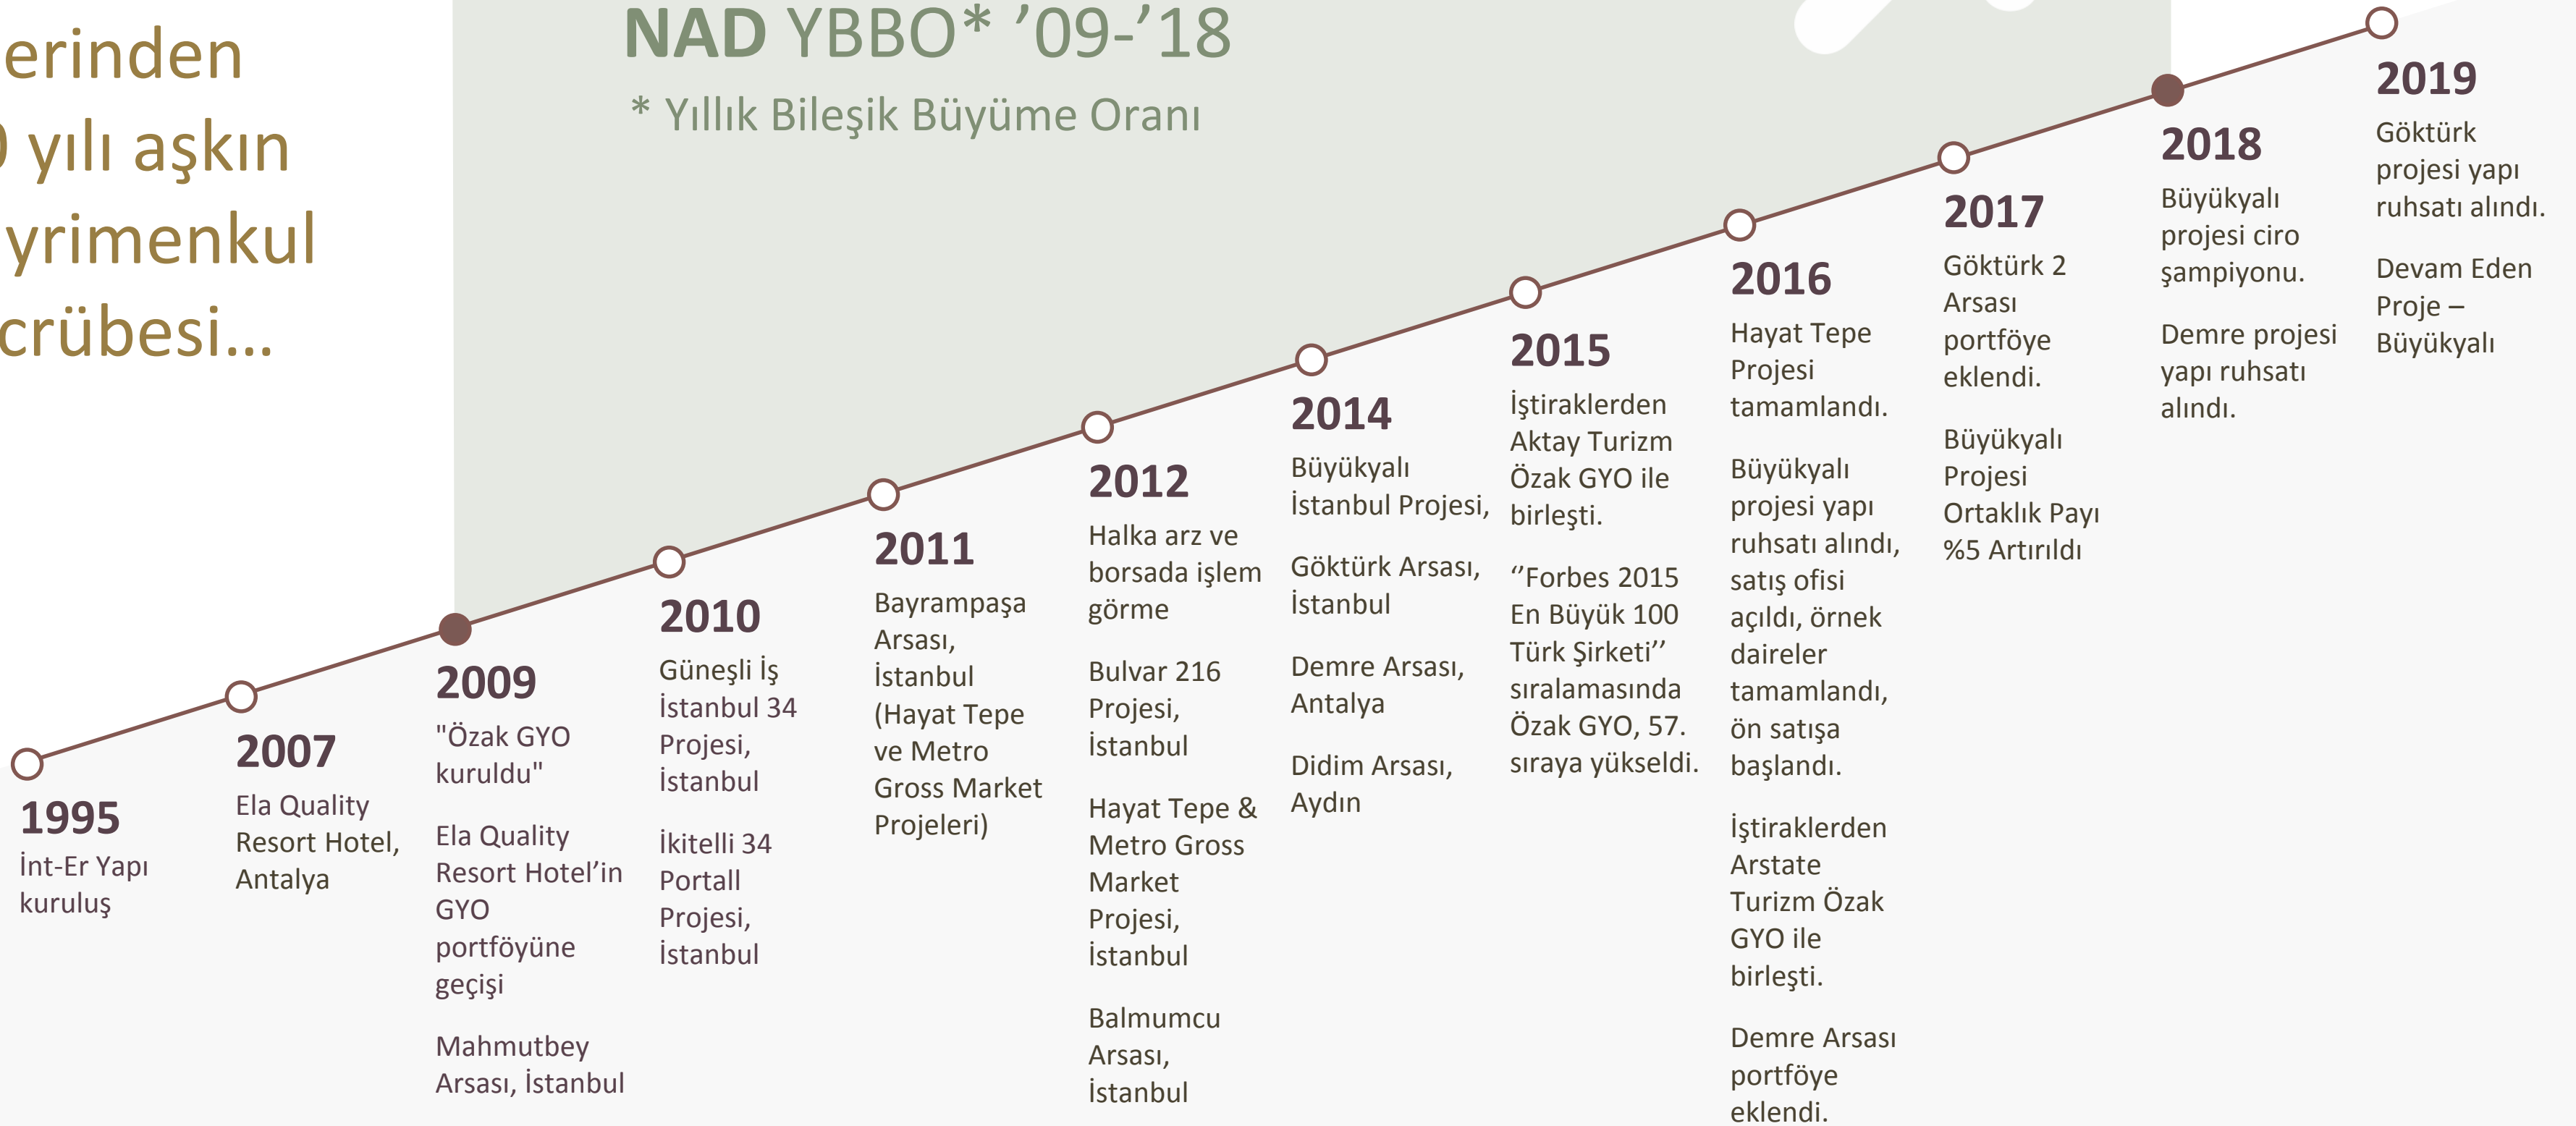 erinden
yılı aşkın
yrimenkul
crübesi...
NAD YBBO* ’09-’18
* Yıllık Bileşik Büyüme Oranı
1995
İnt-Er Yapı
kuruluş
2007
Ela Quality
Resort Hotel,
Antalya
2009
"Özak GYO
kuruldu"
Ela Quality
Resort Hotel’in
GYO
portföyüne
geçişi
Mahmutbey
Arsası, İstanbul
2010
Güneşli İş
İstanbul 34
Projesi,
İstanbul
İkitelli 34
Portall
Projesi,
İstanbul
2011
Bayrampaşa
Arsası,
İstanbul
(Hayat Tepe
ve Metro
Gross Market
Projeleri)
2012
Halka arz ve
borsada işlem
görme
Bulvar 216
Projesi,
İstanbul
Hayat Tepe &
Metro Gross
Market
Projesi,
İstanbul
Balmumcu
Arsası,
İstanbul
2014
Büyükyalı
İstanbul Projesi,
Göktürk Arsası,
İstanbul
Demre Arsası,
Antalya
Didim Arsası,
Aydın
2015
İştiraklerden
Aktay Turizm
Özak GYO ile
birleşti.
‘’Forbes 2015
En Büyük 100
Türk Şirketi’’
sıralamasında
Özak GYO, 57.
sıraya yükseldi.
2016
Hayat Tepe
Projesi
tamamlandı.
Büyükyalı
projesi yapı
ruhsatı alındı,
satış ofisi
açıldı, örnek
daireler
tamamlandı,
ön satışa
başlandı.
İştiraklerden
Arstate
Turizm Özak
GYO ile
birleşti.
Demre Arsası
portföye
eklendi.
2017
Göktürk 2
Arsası
portföye
eklendi.
Büyükyalı
Projesi
Ortaklık Payı
%5 Artırıldı
2018
Büyükyalı
projesi ciro
şampiyonu.
Demre projesi
yapı ruhsatı
alındı.
2019
Göktürk
projesi yapı
ruhsatı alındı.
Devam Eden
Proje –
Büyükyalı